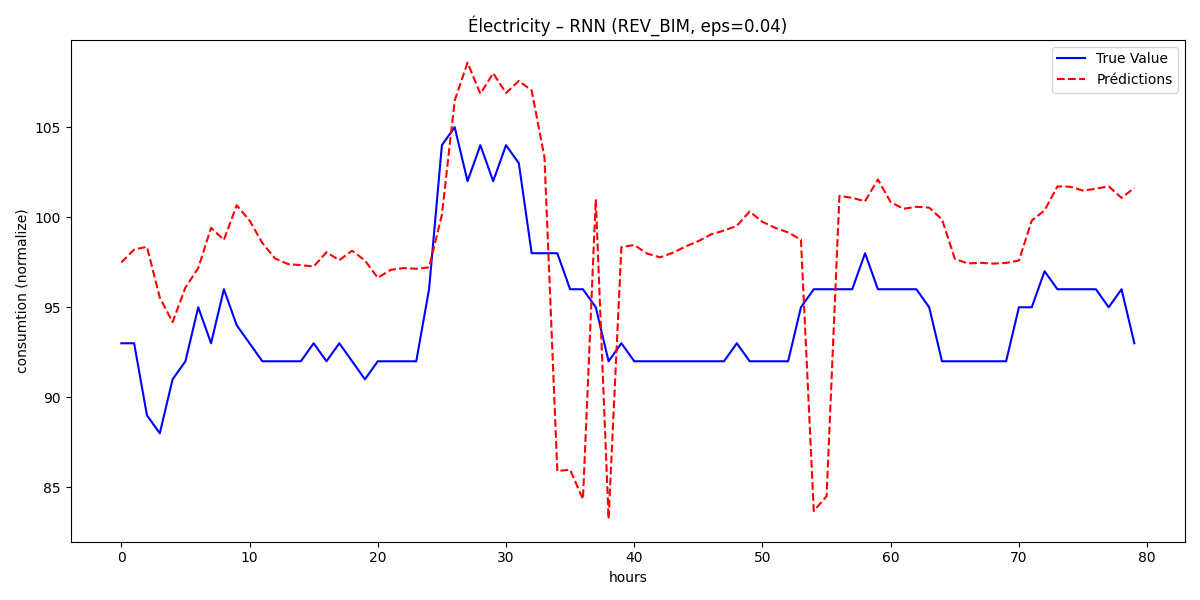 Électricity – RNN (REV_BIM, eps=0.04)
True Value
Prédictions
consumtion (normalize)
105
100
95
90
85
0 10 20 30 40 50 60 70 80
hours